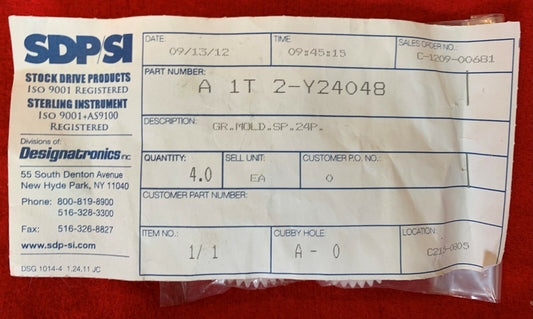 SDP/SI
STOCK DRIVE PRODUCTS
ISO 9001 REGISTERED
STERLING INSTRUMENT
ISO 9001+AS9100
REGISTERED
Divisions of:
Designatronics INC
55 South Denton Avenue
New Hyde Park, NY 11040
Phone: 800-819-8900
516-328-3300
Fax: 516-326-8827
www.sdp-si.com
DSG 1014-4 1.24.11 JC
DATE: TIME SALES ORDER NO.:
09/13/12 09:45:15 C-1209-00681
PART NUMBER:
A 1T 2-Y24048
DESCRIPTION:
GR.MOLD.SP.24P.
QUANTITY: SELL UNIT: CUSTOMER P.O. NO.:
4.0 EA 0
CUSTOMER PART NUMBER:
ITEM NO.: CUBBY HOLE: LOCATION:
1/ 1 A - 0 C215-0805